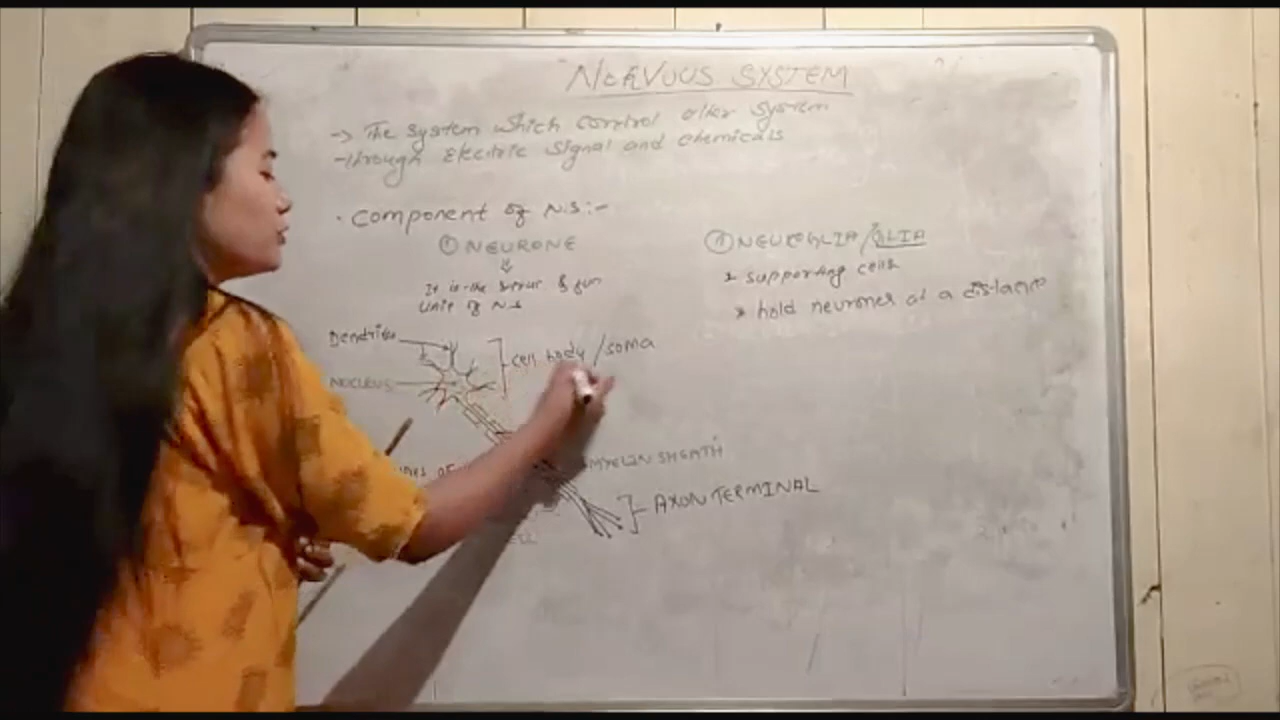 NERVOUS SYSTEM
-> The system which control other system
-through Electric signal and chemicals
• Component of N.S:-
① NEURONE
It is the struc & fun
Unit of N.S
① NEUROGLIA/GLIA
* supporting cells
* hold neurones at a distance
Dendrites
cell body/soma
NUCLEUS
MYELIN SHEATH
AXON TERMINAL